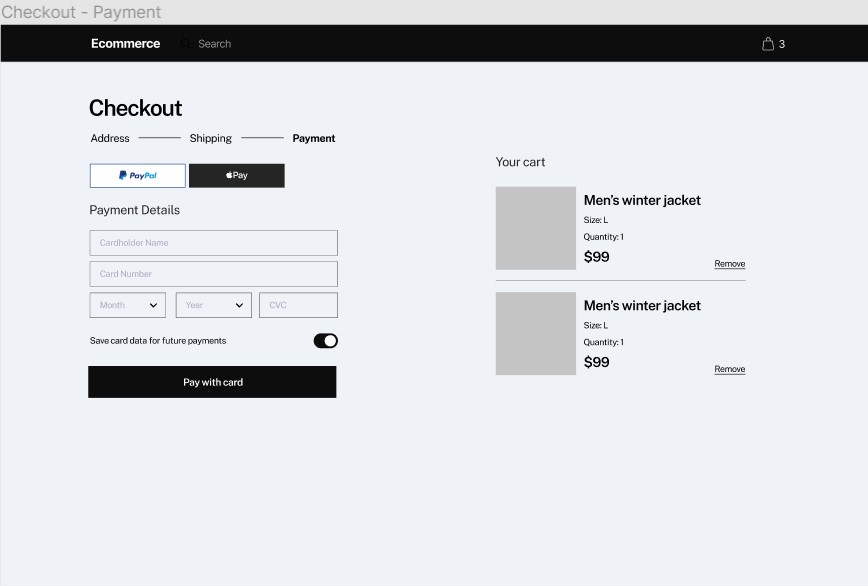 Checkout - Payment
Ecommerce
Search
3
Checkout
Address Shipping Payment
PayPal
Pay
Payment Details
Cardholder Name
Card Number
Month Year CVC
Save card data for future payments
Pay with card
Your cart
Men’s winter jacket
Size: L
Quantity: 1
$99
Remove
Men’s winter jacket
Size: L
Quantity: 1
$99
Remove